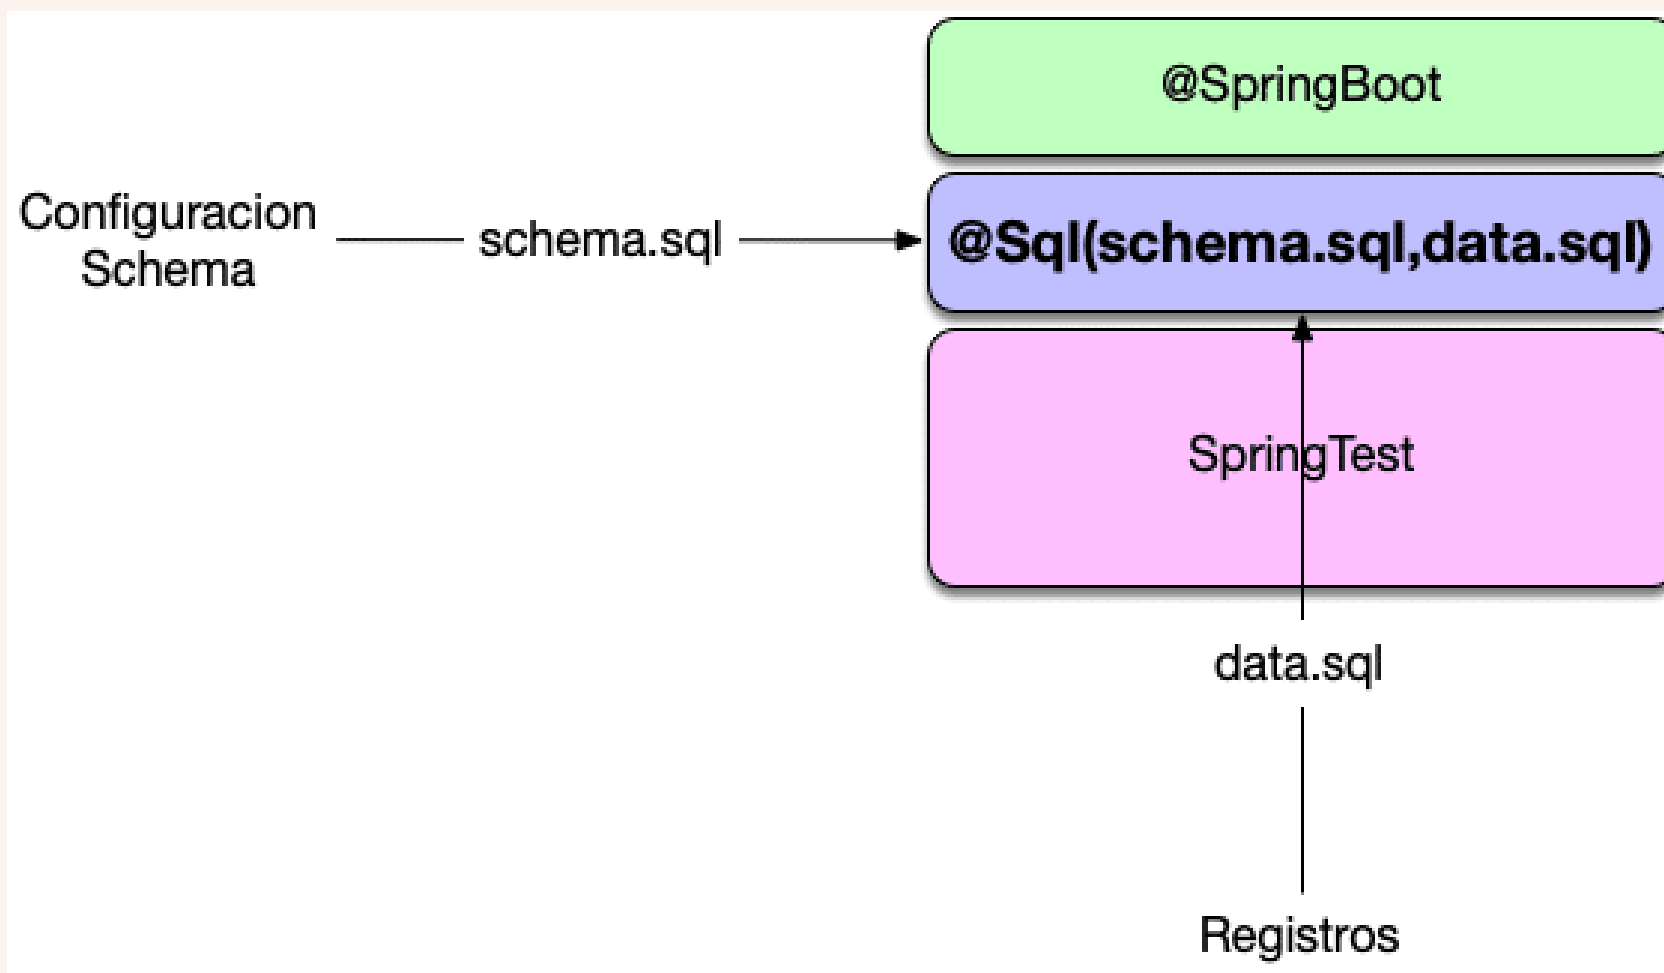 @SpringBoot
Configuracion
Schema
schema.sql
@Sql(schema.sql,data.sql)
SpringTest
data.sql
Registros